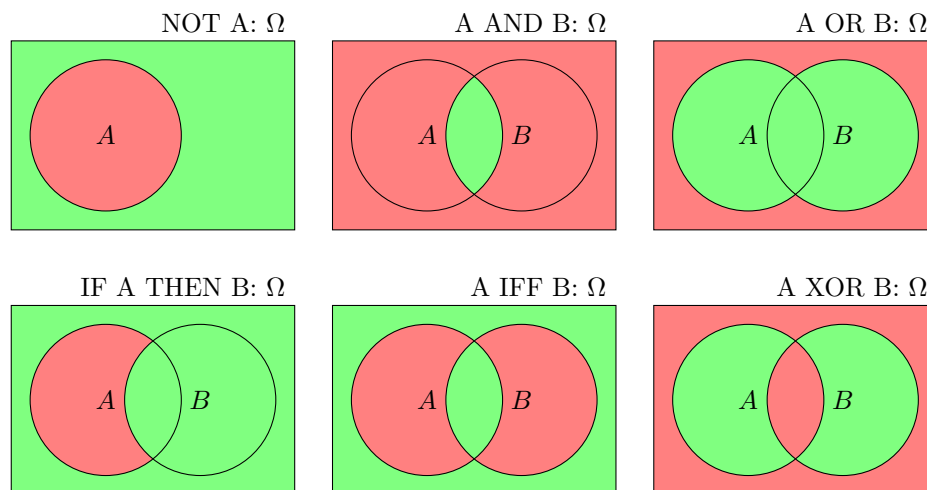 NOT A: Ω
A AND B: Ω
A OR B: Ω
A
A B
A B
IF A THEN B: Ω
A IFF B: Ω
A XOR B: Ω
A B
A B
A B